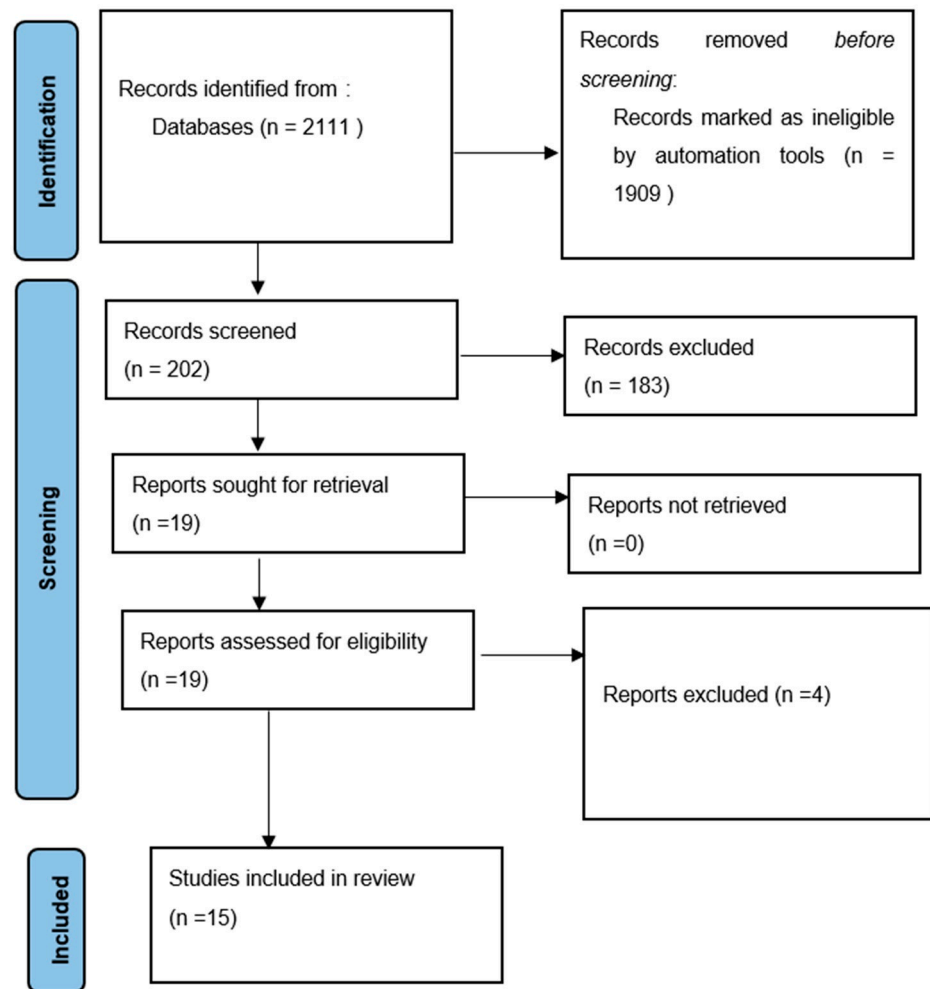 Identification
Records identified from :
Databases (n = 2111 )
Records removed before
screening:
Records marked as ineligible
by automation tools (n =
1909 )
Screening
Records screened
(n = 202)
Records excluded
(n = 183)
Reports sought for retrieval
(n =19)
Reports not retrieved
(n =0)
Reports assessed for eligibility
(n =19)
Reports excluded (n =4)
Included
Studies included in review
(n =15)